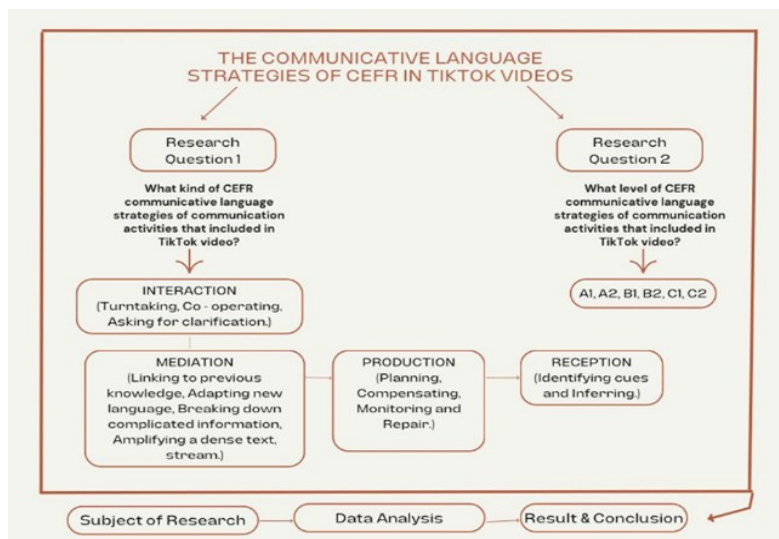 THE COMMUNICATIVE LANGUAGE
STRATEGIES OF CEFR IN TIKTOK VIDEOS
Research
Question 1
What kind of CEFR
communicative language
strategies of communication
activities that included in
TikTok video?
INTERACTION
(Turntaking, Co - operating,
Asking for clarification.)
MEDIATION
(Linking to previous
knowledge, Adapting new
language, Breaking down
complicated information,
Amplifying a dense text,
stream.)
PRODUCTION
(Planning,
Compensating,
Monitoring and
Repair.)
RECEPTION
(Identifying cues
and Inferring.)
Research
Question 2
What level of CEFR
communicative language
strategies of communication
activities that included in
TikTok video?
A1, A2, B1, B2, C1, C2
Subject of Research
Data Analysis
Result & Conclusion